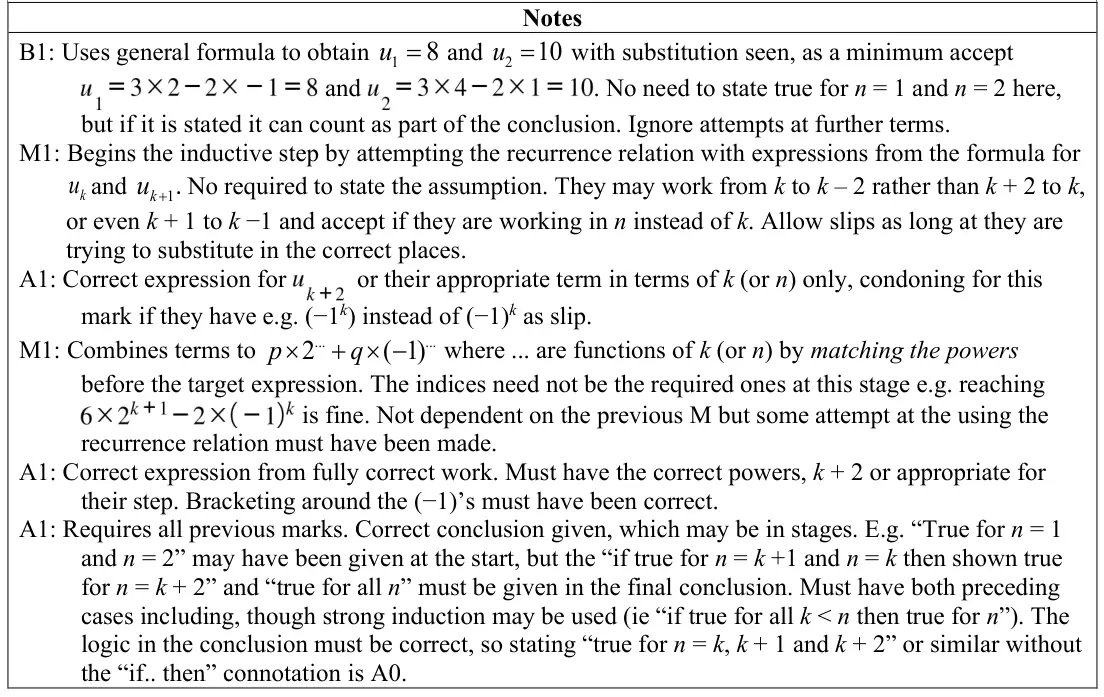 Notes
B1: Uses general formula to obtain u₁ = 8 and u₂ = 10 with substitution seen, as a minimum accept
u₁ = 3×2−2× −1 = 8 and u₂ = 3×4−2×1 = 10. No need to state true for n = 1 and n = 2 here,
but if it is stated it can count as part of the conclusion. Ignore attempts at further terms.
M1: Begins the inductive step by attempting the recurrence relation with expressions from the formula for
uₖ and uₖ₊₁. No required to state the assumption. They may work from k to k – 2 rather than k + 2 to k,
or even k + 1 to k −1 and accept if they are working in n instead of k. Allow slips as long at they are
trying to substitute in the correct places.
A1: Correct expression for uₖ₊₂ or their appropriate term in terms of k (or n) only, condoning for this
mark if they have e.g. (−1ᵏ) instead of (−1)ᵏ as slip.
M1: Combines terms to p×2^… + q×(−1)^… where ... are functions of k (or n) by matching the powers
before the target expression. The indices need not be the required ones at this stage e.g. reaching
6×2ᵏ⁺¹−2×(−1)ᵏ is fine. Not dependent on the previous M but some attempt at the using the
recurrence relation must have been made.
A1: Correct expression from fully correct work. Must have the correct powers, k + 2 or appropriate for
their step. Bracketing around the (−1)’s must have been correct.
A1: Requires all previous marks. Correct conclusion given, which may be in stages. E.g. “True for n = 1
and n = 2” may have been given at the start, but the “if true for n = k +1 and n = k then shown true
for n = k + 2” and “true for all n” must be given in the final conclusion. Must have both preceding
cases including, though strong induction may be used (ie “if true for all k < n then true for n”). The
logic in the conclusion must be correct, so stating “true for n = k, k + 1 and k + 2” or similar without
the “if.. then” connotation is A0.